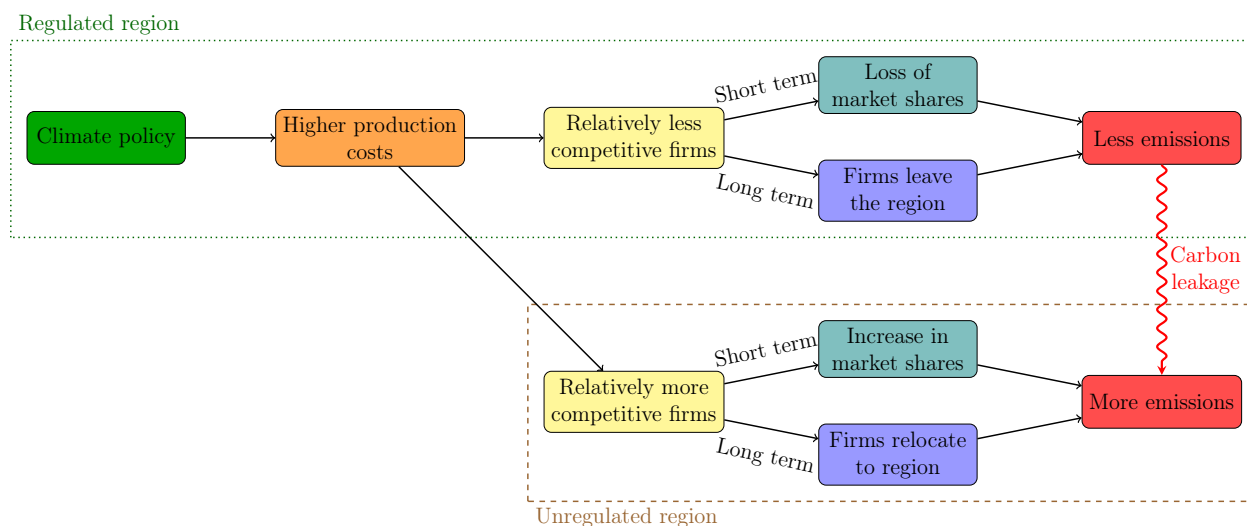 Regulated region
Climate policy
Higher production
costs
Relatively less
competitive firms
Short term
Long term
Loss of
market shares
Firms leave
the region
Less emissions
Carbon
leakage
Relatively more
competitive firms
Short term
Long term
Increase in
market shares
Firms relocate
to region
More emissions
Unregulated region